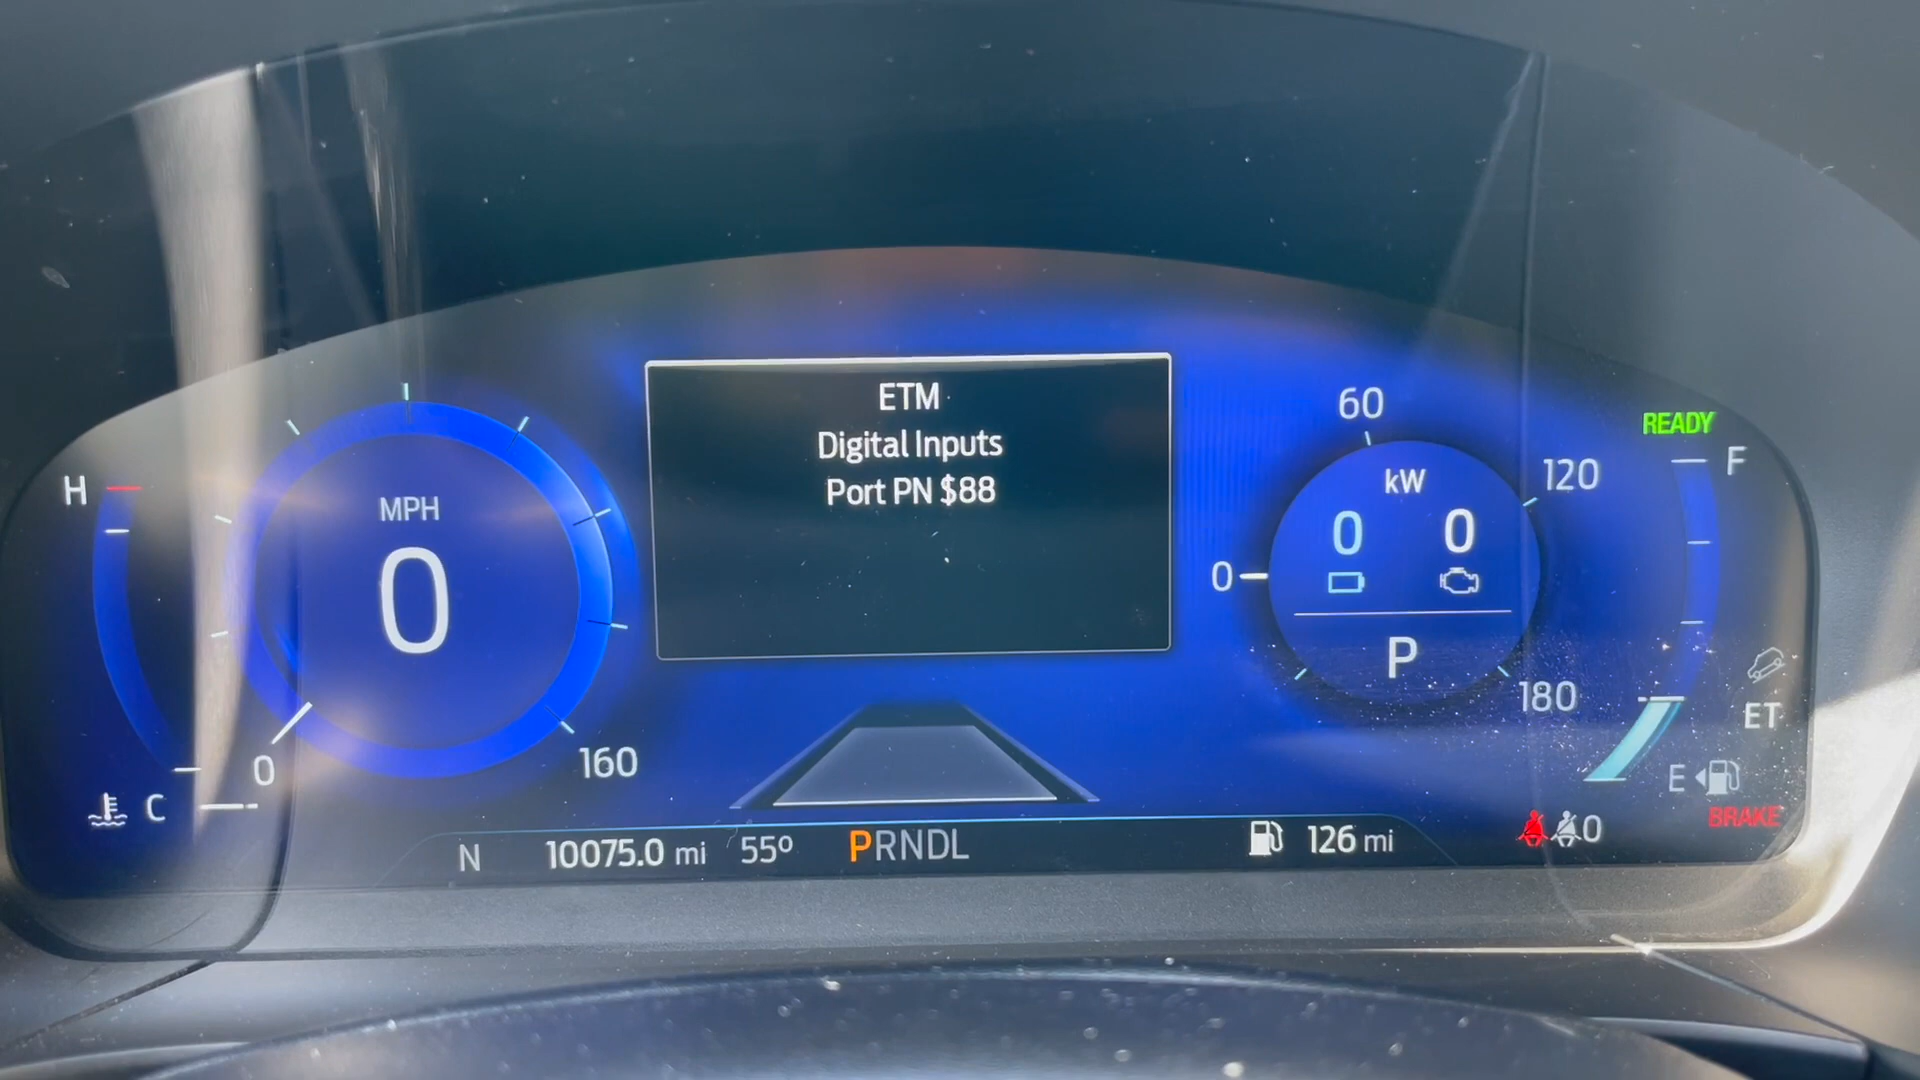 ETM
Digital Inputs
Port PN $88
H
C
MPH
0
0
160
60
120
180
0
kW
0 0
P
READY
F
ET
E
BRAKE
N 10075.0 mi 55º PRNDL
126 mi
0